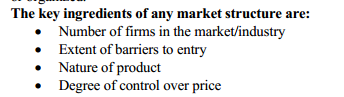 The key ingredients of any market structure are:
• Number of firms in the market/industry
• Extent of barriers to entry
• Nature of product
• Degree of control over price